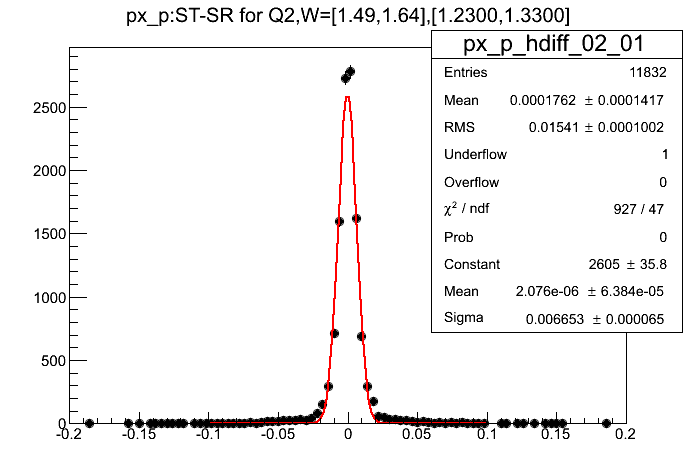 px_p:ST-SR for Q2,W=[1.49,1.64],[1.2300,1.3300]
px_p_hdiff_02_01
Entries 11832
Mean 0.0001762 ± 0.0001417
RMS 0.01541 ± 0.0001002
Underflow 1
Overflow 0
χ² / ndf 927 / 47
Prob 0
Constant 2605 ± 35.8
Mean 2.076e-06 ± 6.384e-05
Sigma 0.006653 ± 0.000065
2500
2000
1500
1000
500
0
-0.2 -0.15 -0.1 -0.05 0 0.05 0.1 0.15 0.2